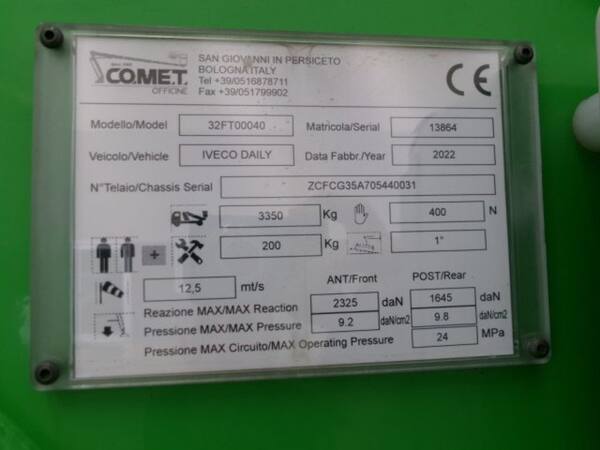 CO.ME.T.
OFFICINE
SAN GIOVANNI IN PERSICETO
BOLOGNA ITALY
Tel +39/0516878711
Fax +39/051799902
CE
Modello/Model 32FT00040 Matricola/Serial 13864
Veicolo/Vehicle IVECO DAILY Data Fabbr./Year 2022
N°Telaio/Chassis Serial ZCFCG35A705440031
3350 Kg 400 N
+ 200 Kg 1°
12,5 mt/s ANT/Front POST/Rear
Reazione MAX/MAX Reaction 2325 daN 1645 daN
Pressione MAX/MAX Pressure 9.2 daN/cm2 9.8 daN/cm2
Pressione MAX Circuito/MAX Operating Pressure 24 MPa